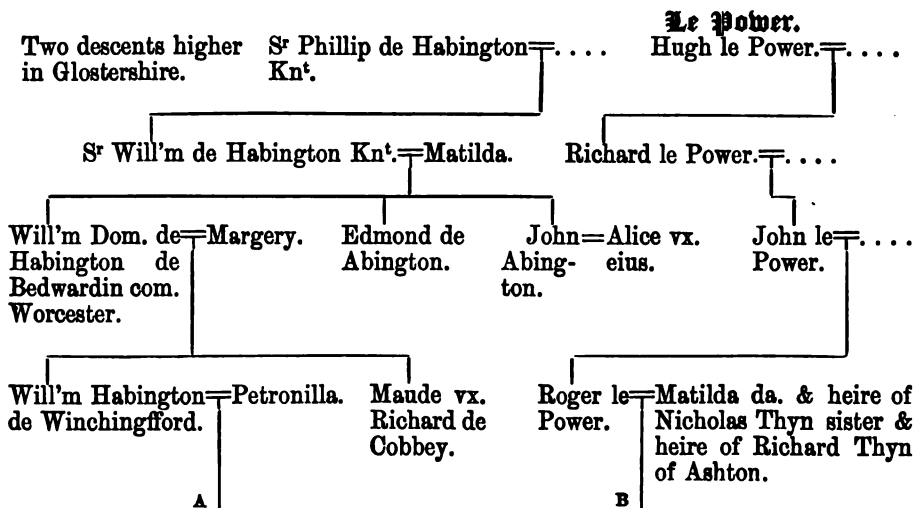 Le Power.
Two descents higher
in Glostershire.
Sʳ Phillip de Habington=....
Knᵗ.
Hugh le Power.=....
Sʳ Will'm de Habington Knᵗ.=Matilda.
Richard le Power.=....
Will'm Dom. de=Margery.
Habington de
Bedwardin com.
Worcester.
Edmond de
Abington.
John=Alice vx.
Abing- eius.
ton.
John le=....
Power.
Will'm Habington=Petronilla.
de Winchingfford.
Maude vx.
Richard de
Cobbey.
Roger le=Matilda da. & heire of
Power. Nicholas Thyn sister &
heire of Richard Thyn
of Ashton.
A
B